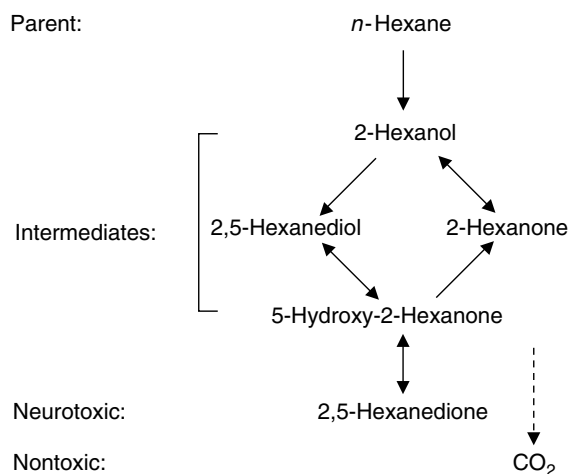 Parent: n-Hexane
2-Hexanol
Intermediates: 2,5-Hexanediol 2-Hexanone
5-Hydroxy-2-Hexanone
Neurotoxic: 2,5-Hexanedione
Nontoxic: CO2